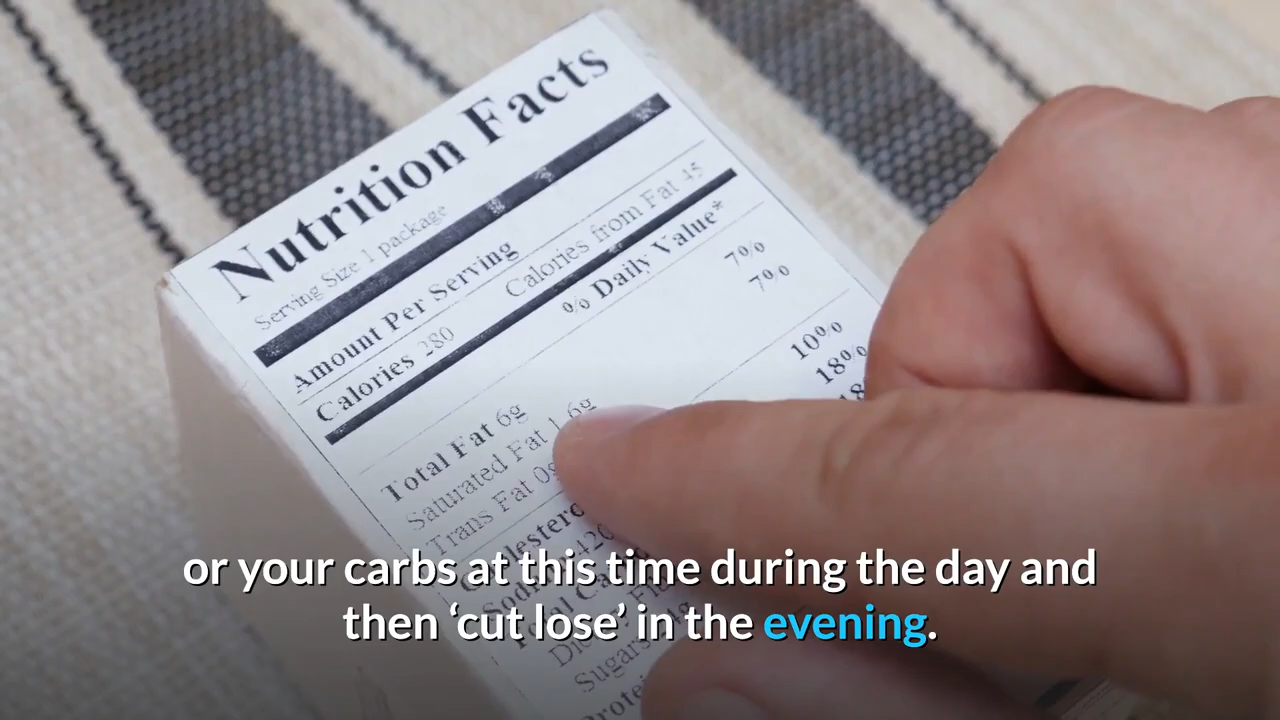 Nutrition Facts
Serving Size 1 package
Amount Per Serving
Calories 280 Calories from Fat 45
% Daily Value*
Total Fat 6g 7%
Saturated Fat 1.6g 7%
Trans Fat 0g
10%
18%
Sugars
or your carbs at this time during the day and
then ‘cut lose’ in the evening.